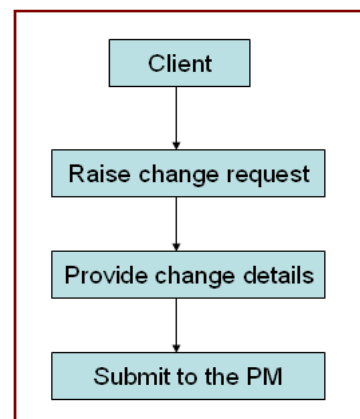 Client
Raise change request
Provide change details
Submit to the PM